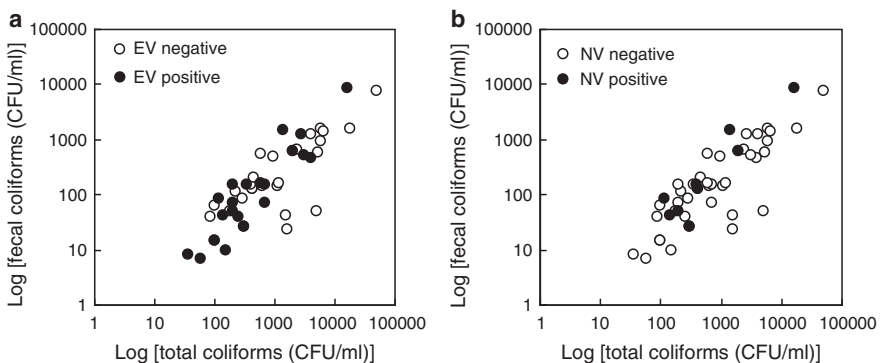 a
EV negative
EV positive
Log [fecal coliforms (CFU/ml)]
100000
10000
1000
100
10
1
1 10 100 1000 10000 100000
Log [total coliforms (CFU/ml)]
b
NV negative
NV positive
Log [fecal coliforms (CFU/ml)]
100000
10000
1000
100
10
1
1 10 100 1000 10000 100000
Log [total coliforms (CFU/ml)]